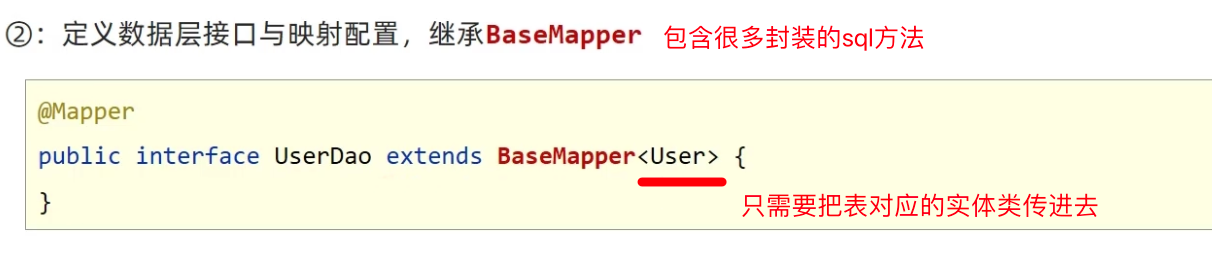 ②：定义数据层接口与映射配置，继承BaseMapper 包含很多封装的sql方法
@Mapper
public interface UserDao extends BaseMapper<User> {
}
只需要把表对应的实体类传进去